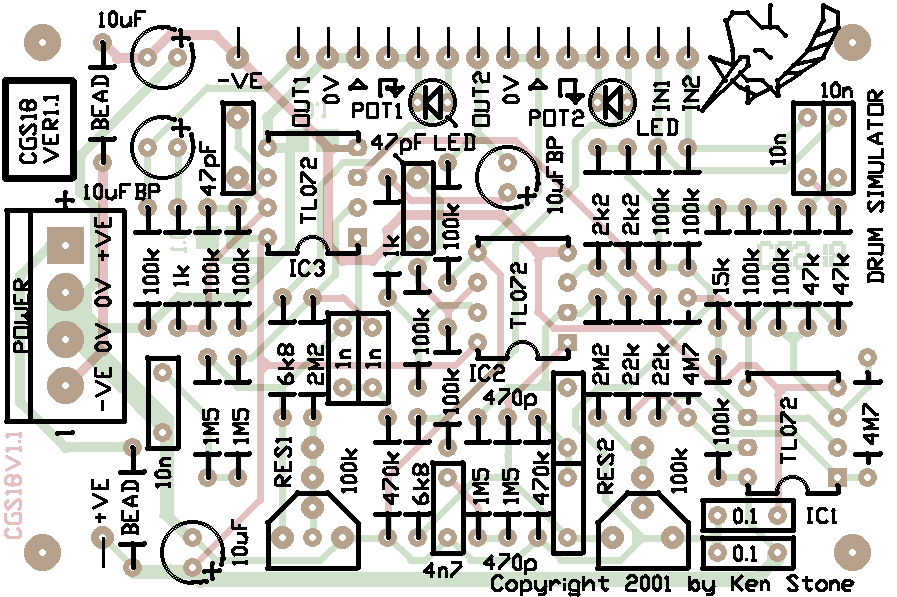 10uF
-VE
OUT1
0V
POT1
OUT2
0V
POT2
LED
IN1
IN2
10n
CGS18
VER1.1
BEAD
47pF
TL072
47pF LED
10uFBP
10n
DRUM SIMULATOR
10uFBP
+
POWER
+VE
0V
0V
-VE
-
100k
1k
100k
100k
IC3
1k
100k
TL072
2k2
2k2
100k
100k
15k
100k
100k
47k
47k
6k8
2M2
1n
1n
100k
100k
IC2
470p
2M2
22k
22k
4M7
100k
TL072
4M7
CGS18V1.1
10n
1M5
1M5
RES1
100k
470k
6k8
1M5
1M5
470k
RES2
100k
+VE
BEAD
10uF
4n7
470p
0.1
IC1
0.1
Copyright 2001 by Ken Stone